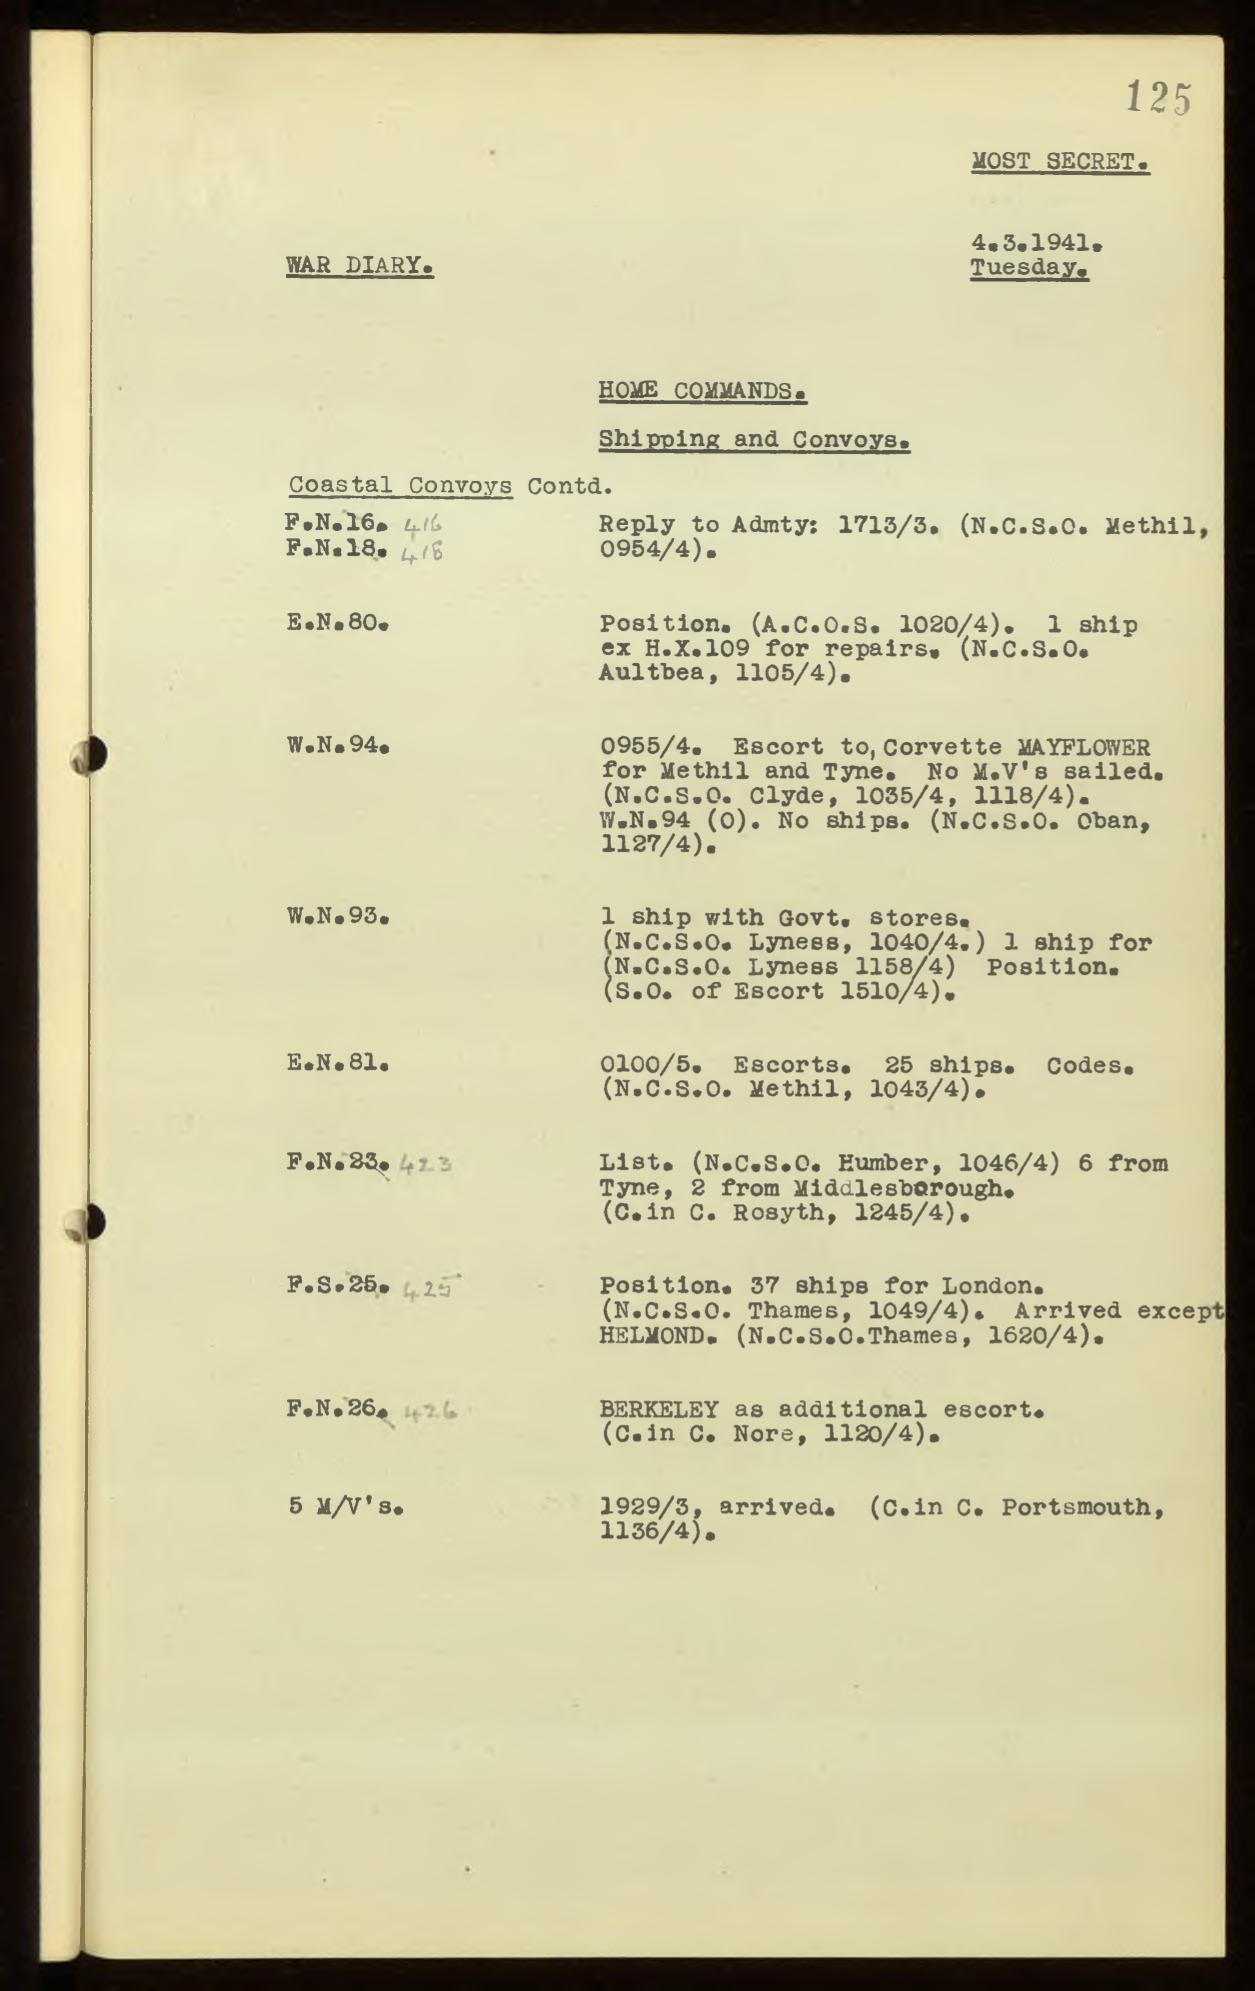 125
MOST SECRET.
4.3.1941.
WAR DIARY. Tuesday.
HOME COMMANDS.
Shipping and Convoys.
Coastal Convoys Contd.
F.N.16. 416 Reply to Admty: 1713/3. (N.C.S.O. Methil,
F.N.18. 418 0954/4).
E.N.80. Position. (A.C.O.S. 1020/4). 1 ship
ex H.X.109 for repairs. (N.C.S.O.
Aultbea, 1105/4).
W.N.94. 0955/4. Escort to, Corvette MAYFLOWER
for Methil and Tyne. No M.V's sailed.
(N.C.S.O. Clyde, 1035/4, 1118/4).
W.N.94 (O). No ships. (N.C.S.O. Oban,
1127/4).
W.N.93. 1 ship with Govt. stores.
(N.C.S.O. Lyness, 1040/4.) 1 ship for
(N.C.S.O. Lyness 1158/4) Position.
(S.O. of Escort 1510/4).
E.N.81. 0100/5. Escorts. 25 ships. Codes.
(N.C.S.O. Methil, 1043/4).
F.N.23. 423 List. (N.C.S.O. Humber, 1046/4) 6 from
Tyne, 2 from Middlesborough.
(C.in C. Rosyth, 1245/4).
F.S.25. 425 Position. 37 ships for London.
(N.C.S.O. Thames, 1049/4). Arrived except
HELMOND. (N.C.S.O.Thames, 1620/4).
F.N.26. 426 BERKELEY as additional escort.
(C.in C. Nore, 1120/4).
5 M/V's. 1929/3, arrived. (C.in C. Portsmouth,
1136/4).